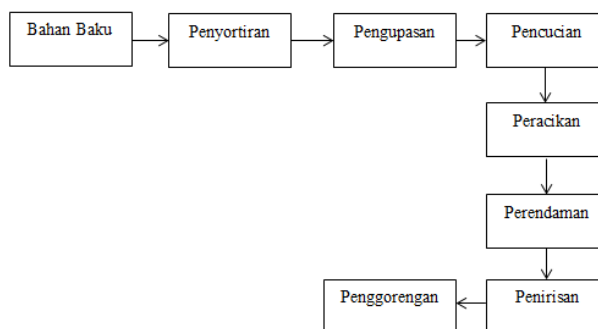 Bahan Baku
Penyortiran
Pengupasan
Pencucian
Peracikan
Perendaman
Penirisan
Penggorengan